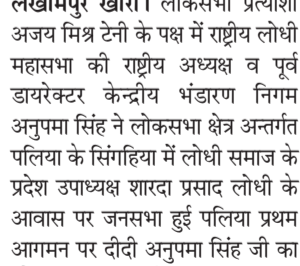 लखीमपुर खीरी। लोकसभा प्रत्याशी
अजय मिश्र टेनी के पक्ष में राष्ट्रीय लोधी
महासभा की राष्ट्रीय अध्यक्ष व पूर्व
डायरेक्टर केन्द्रीय भंडारण निगम
अनुपमा सिंह ने लोकसभा क्षेत्र अन्तर्गत
पलिया के सिंगहिया में लोधी समाज के
प्रदेश उपाध्यक्ष शारदा प्रसाद लोधी के
आवास पर जनसभा हुई पलिया प्रथम
आगमन पर दीदी अनुपमा सिंह जी का